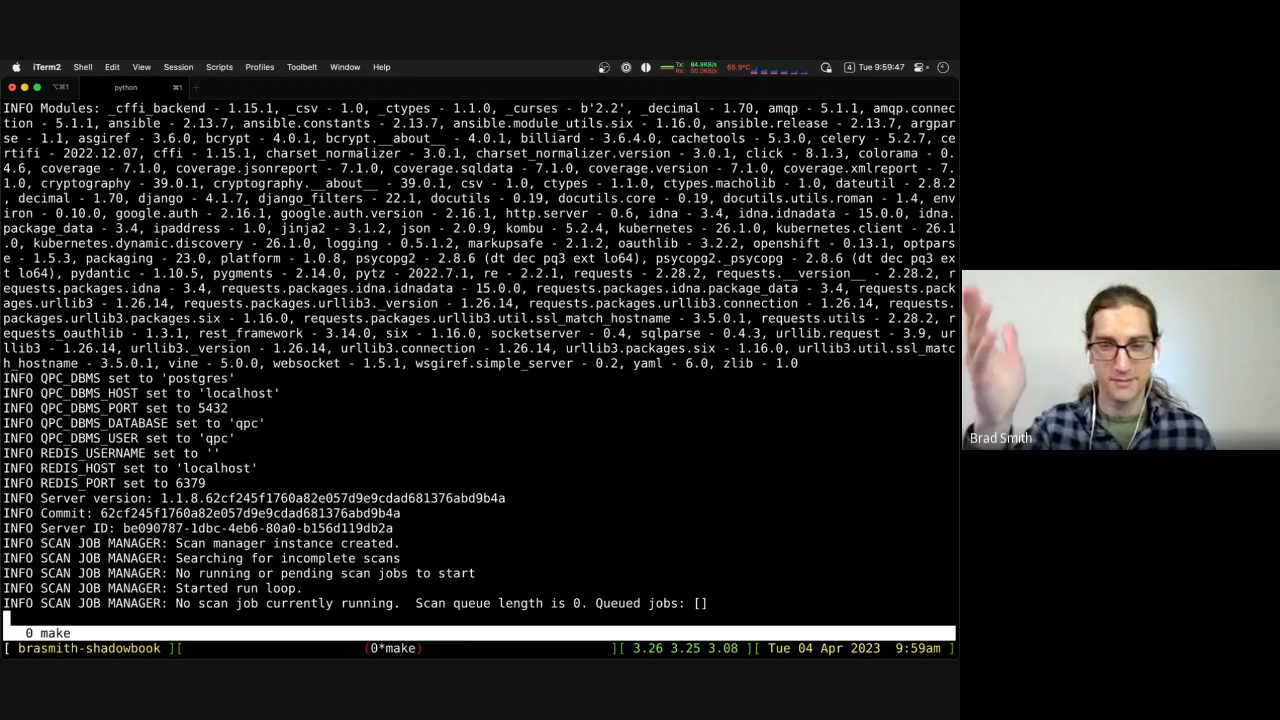 iTerm2 Shell Edit View Session Scripts Profiles Toolbelt Window Help Tx: 84.9KB/s Rx: 50.0KB/s 65.9°C 4 Tue 9:59:47
⌥⌘1 python ⌘1 +
INFO Modules: _cffi_backend - 1.15.1, _csv - 1.0, _ctypes - 1.1.0, _curses - b'2.2', _decimal - 1.70, amqp - 5.1.1, amqp.connec
tion - 5.1.1, ansible - 2.13.7, ansible.constants - 2.13.7, ansible.module_utils.six - 1.16.0, ansible.release - 2.13.7, argpar
se - 1.1, asgiref - 3.6.0, bcrypt - 4.0.1, bcrypt.__about__ - 4.0.1, billiard - 3.6.4.0, cachetools - 5.3.0, celery - 5.2.7, ce
rtifi - 2022.12.07, cffi - 1.15.1, charset_normalizer - 3.0.1, charset_normalizer.version - 3.0.1, click - 8.1.3, colorama - 0.
4.6, coverage - 7.1.0, coverage.jsonreport - 7.1.0, coverage.sqldata - 7.1.0, coverage.version - 7.1.0, coverage.xmlreport - 7.
1.0, cryptography - 39.0.1, cryptography.__about__ - 39.0.1, csv - 1.0, ctypes - 1.1.0, ctypes.macholib - 1.0, dateutil - 2.8.2
, decimal - 1.70, django - 4.1.7, django_filters - 22.1, docutils - 0.19, docutils.core - 0.19, docutils.utils.roman - 1.4, env
iron - 0.10.0, google.auth - 2.16.1, google.auth.version - 2.16.1, http.server - 0.6, idna - 3.4, idna.idnadata - 15.0.0, idna.
package_data - 3.4, ipaddress - 1.0, jinja2 - 3.1.2, json - 2.0.9, kombu - 5.2.4, kubernetes - 26.1.0, kubernetes.client - 26.1
.0, kubernetes.dynamic.discovery - 26.1.0, logging - 0.5.1.2, markupsafe - 2.1.2, oauthlib - 3.2.2, openshift - 0.13.1, optpars
e - 1.5.3, packaging - 23.0, platform - 1.0.8, psycopg2 - 2.8.6 (dt dec pq3 ext lo64), psycopg2._psycopg - 2.8.6 (dt dec pq3 ex
t lo64), pydantic - 1.10.5, pygments - 2.14.0, pytz - 2022.7.1, re - 2.2.1, requests - 2.28.2, requests.__version__ - 2.28.2, r
equests.packages.idna - 3.4, requests.packages.idna.idnadata - 15.0.0, requests.packages.idna.package_data - 3.4, requests.pack
ages.urllib3 - 1.26.14, requests.packages.urllib3._version - 1.26.14, requests.packages.urllib3.connection - 1.26.14, requests.
packages.urllib3.packages.six - 1.16.0, requests.packages.urllib3.util.ssl_match_hostname - 3.5.0.1, requests.utils - 2.28.2, r
equests_oauthlib - 1.3.1, rest_framework - 3.14.0, six - 1.16.0, socketserver - 0.4, sqlparse - 0.4.3, urllib.request - 3.9, ur
llib3 - 1.26.14, urllib3._version - 1.26.14, urllib3.connection - 1.26.14, urllib3.packages.six - 1.16.0, urllib3.util.ssl_matc
h_hostname - 3.5.0.1, vine - 5.0.0, websocket - 1.5.1, wsgiref.simple_server - 0.2, yaml - 6.0, zlib - 1.0
INFO QPC_DBMS set to 'postgres'
INFO QPC_DBMS_HOST set to 'localhost'
INFO QPC_DBMS_PORT set to 5432
INFO QPC_DBMS_DATABASE set to 'qpc'
INFO QPC_DBMS_USER set to 'qpc'
INFO REDIS_USERNAME set to ''
INFO REDIS_HOST set to 'localhost'
INFO REDIS_PORT set to 6379
INFO Server version: 1.1.8.62cf245f1760a82e057d9e9cdad681376abd9b4a
INFO Commit: 62cf245f1760a82e057d9e9cdad681376abd9b4a
INFO Server ID: be090787-1dbc-4eb6-80a0-b156d119db2a
INFO SCAN JOB MANAGER: Scan manager instance created.
INFO SCAN JOB MANAGER: Searching for incomplete scans
INFO SCAN JOB MANAGER: No running or pending scan jobs to start
INFO SCAN JOB MANAGER: Started run loop.
INFO SCAN JOB MANAGER: No scan job currently running.  Scan queue length is 0. Queued jobs: []
0 make
[ brasmith-shadowbook ][ (0*make) ][ 3.26 3.25 3.08 ][ Tue 04 Apr 2023 9:59am ]
Brad Smith